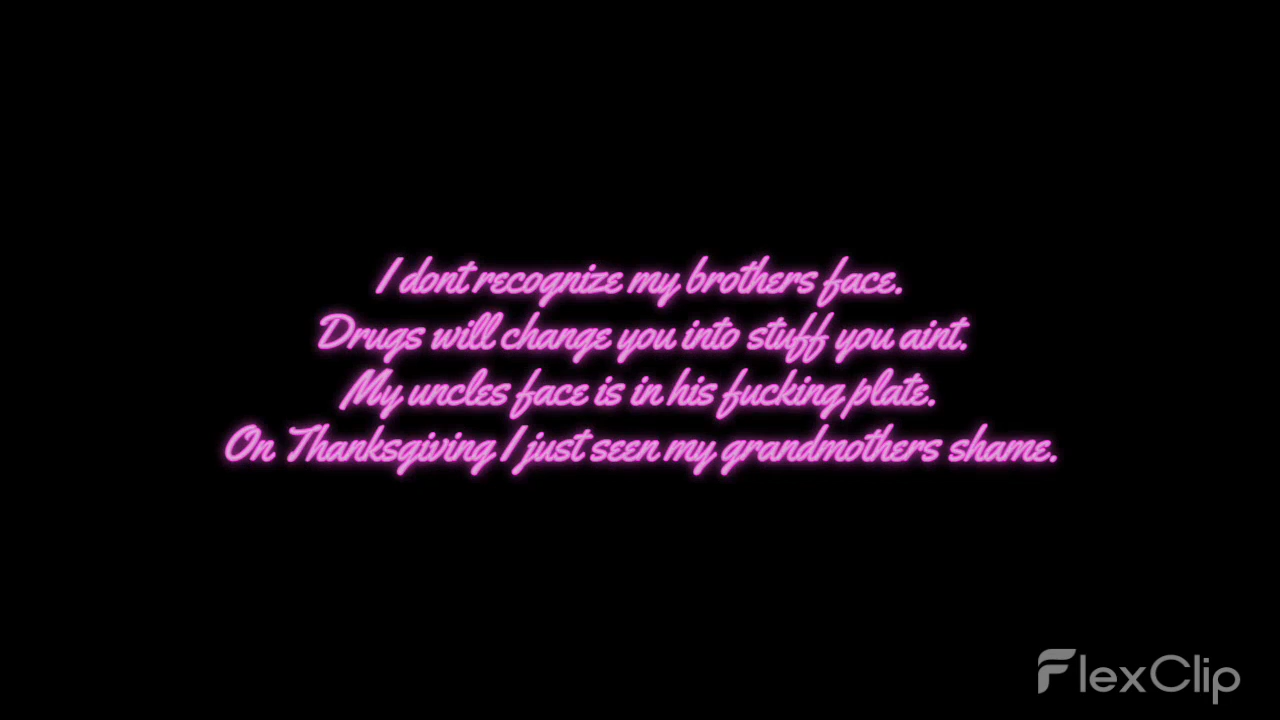 I dont recognize my brothers face.
Drugs will change you into stuff you aint.
My uncles face is in his fucking plate.
On Thanksgiving I just seen my grandmothers shame.
FlexClip